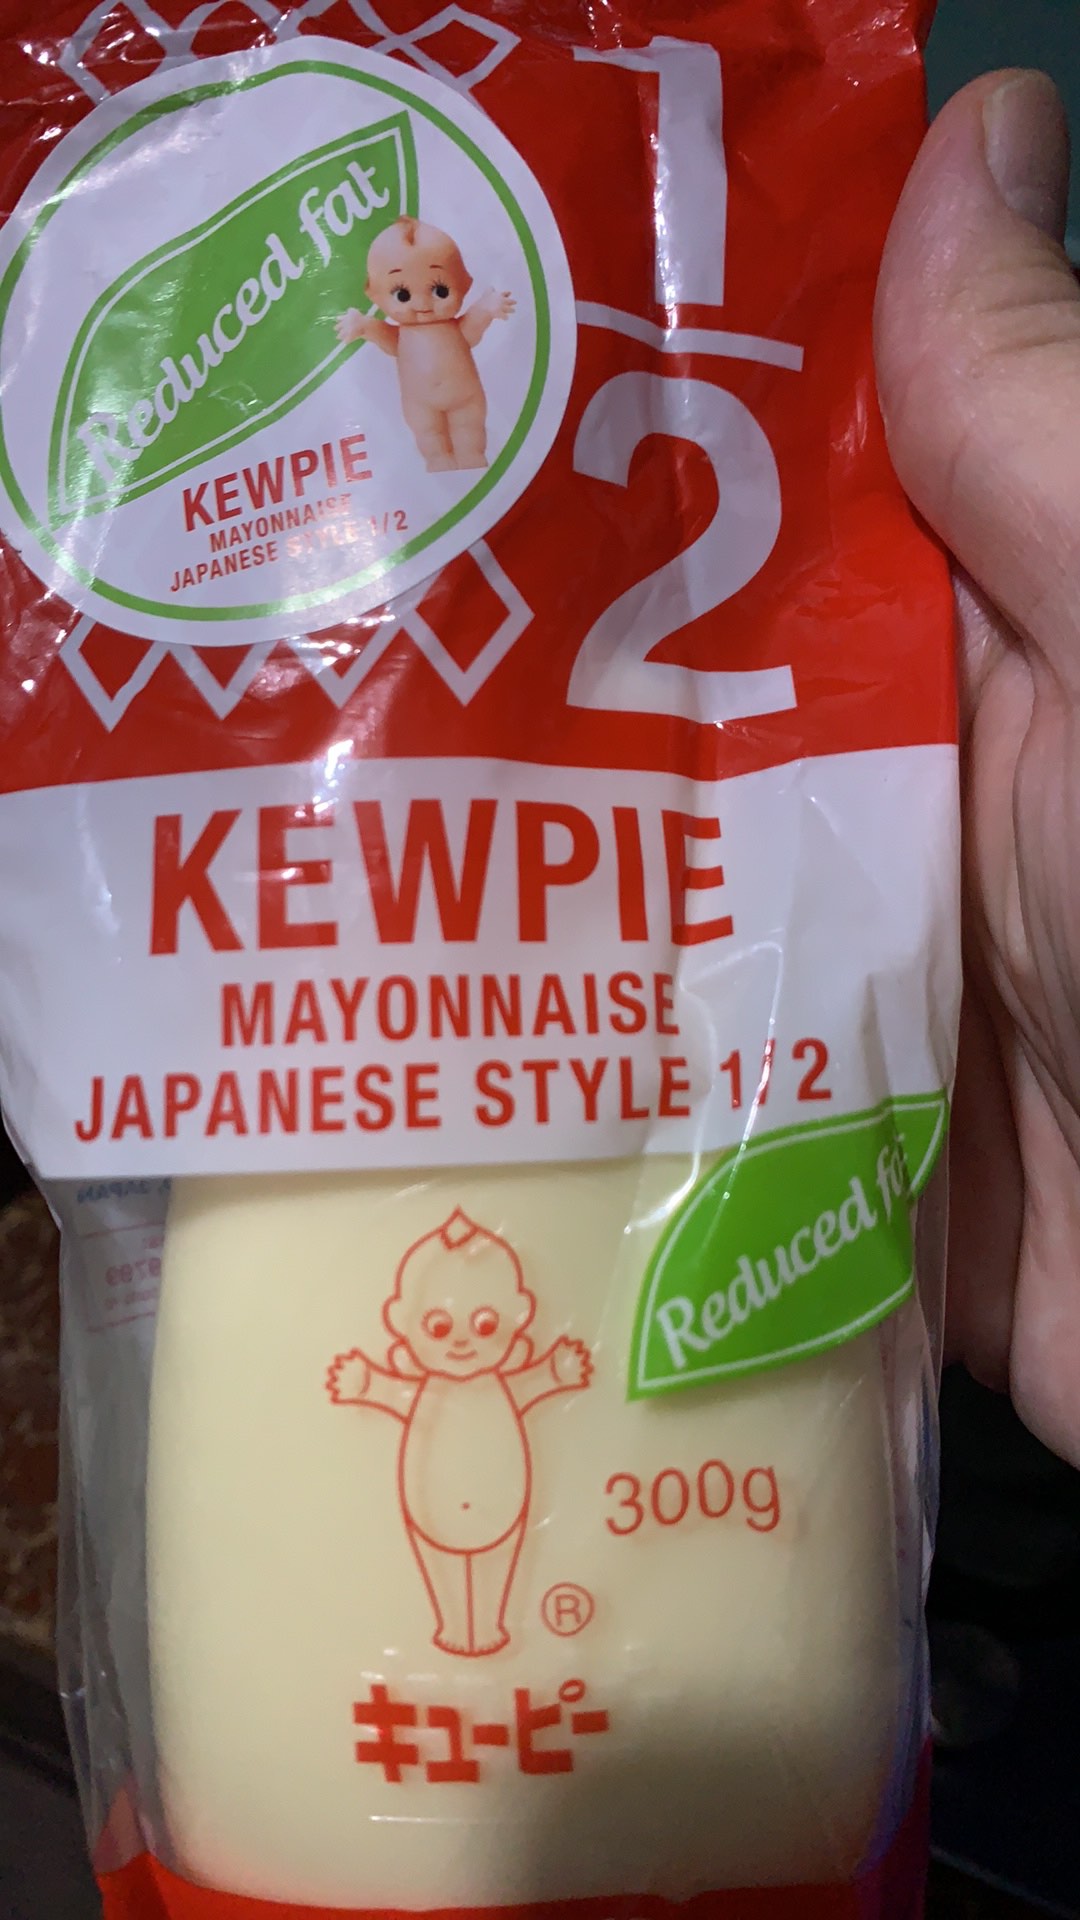 Reduced fat
KEWPIE
MAYONNAISE
JAPANESE STYLE 1/2
1/2
KEWPIE
MAYONNAISE
JAPANESE STYLE 1/2
Reduced
300g
®
キユーピー